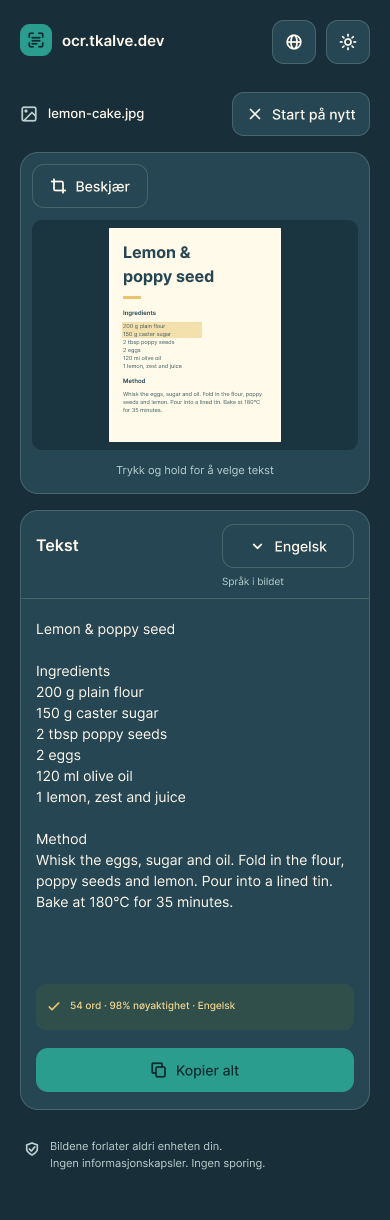 ocr.tkalve.dev
lemon-cake.jpg
Start på nytt
Beskjær
Lemon &
poppy seed
Ingredients
200 g plain flour
150 g caster sugar
2 tbsp poppy seeds
2 eggs
120 ml olive oil
1 lemon, zest and juice
Method
Whisk the eggs, sugar and oil. Fold in the flour, poppy
seeds and lemon. Pour into a lined tin. Bake at 180°C
for 35 minutes.
Trykk og hold for å velge tekst
Tekst
Engelsk
Språk i bildet
Lemon & poppy seed
Ingredients
200 g plain flour
150 g caster sugar
2 tbsp poppy seeds
2 eggs
120 ml olive oil
1 lemon, zest and juice
Method
Whisk the eggs, sugar and oil. Fold in the flour,
poppy seeds and lemon. Pour into a lined tin.
Bake at 180°C for 35 minutes.
54 ord · 98% nøyaktighet · Engelsk
Kopier alt
Bildene forlater aldri enheten din.
Ingen informasjonskapsler. Ingen sporing.